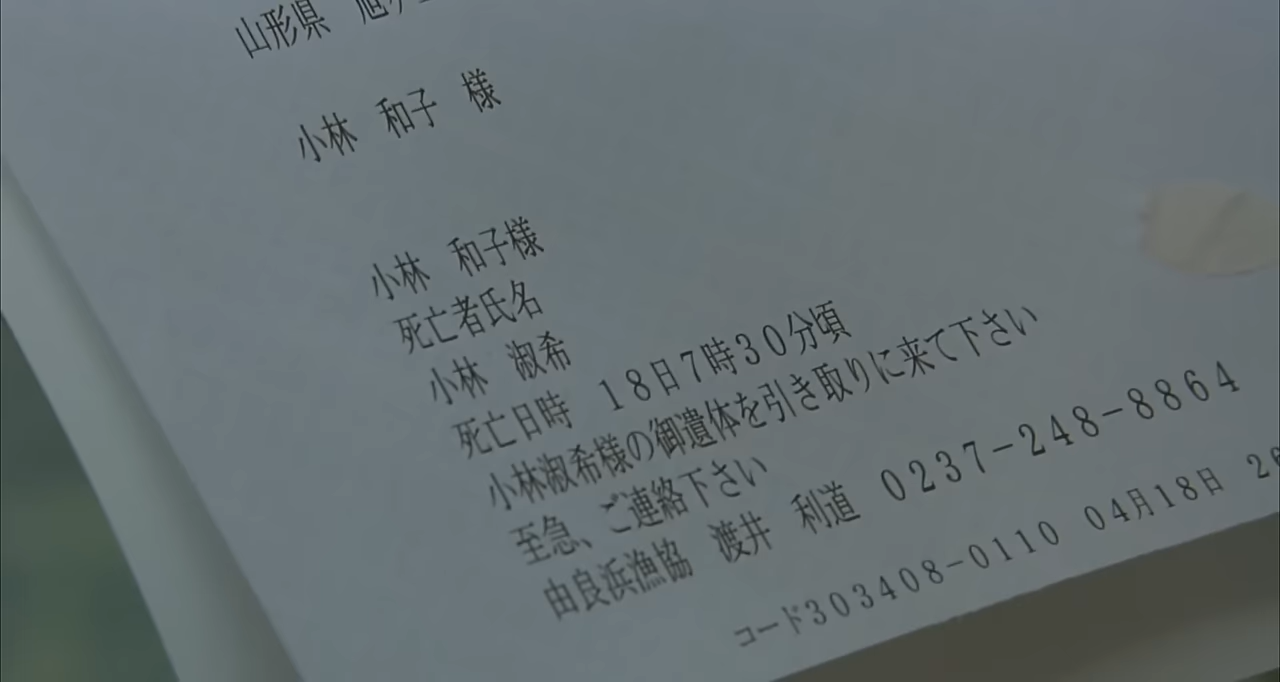 山形県　旭
小林　和子　様
小林　和子様
死亡者氏名
小林　淑希
死亡日時　１８日７時３０分頃
小林淑希様の御遺体を引き取りに来て下さい
至急、ご連絡下さい
由良浜漁協　渡井　利道　０２３７－２４８－８８６４
コード３０３４０８－０１１０　０４月１８日　２